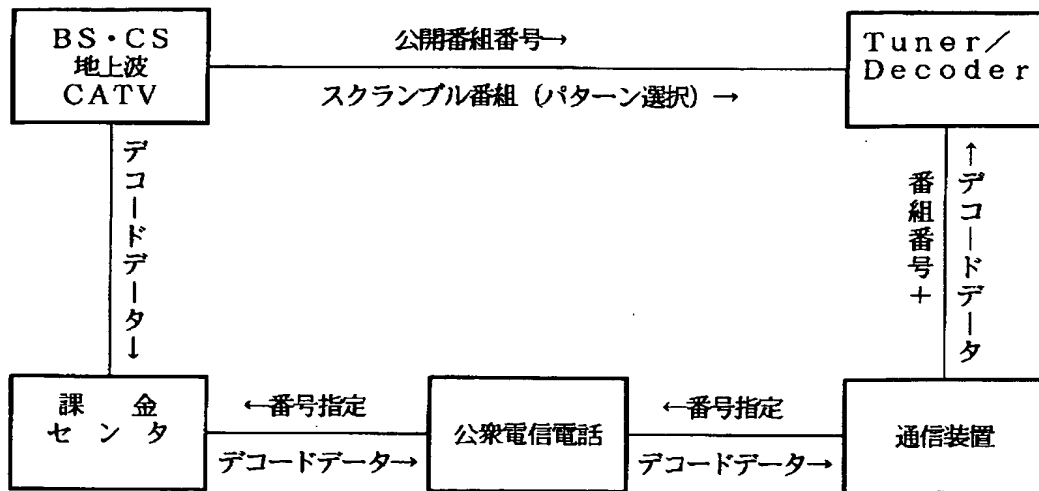 BS・CS
地上波
CATV
公開番組番号→
スクランブル番組(パターン選択)→
Tuner/
Decoder
デコードデータ↓
番組番号+
←デコードデータ
課 金
セ ン タ
←番号指定
デコードデータ→
公衆電信電話
←番号指定
デコードデータ→
通信装置